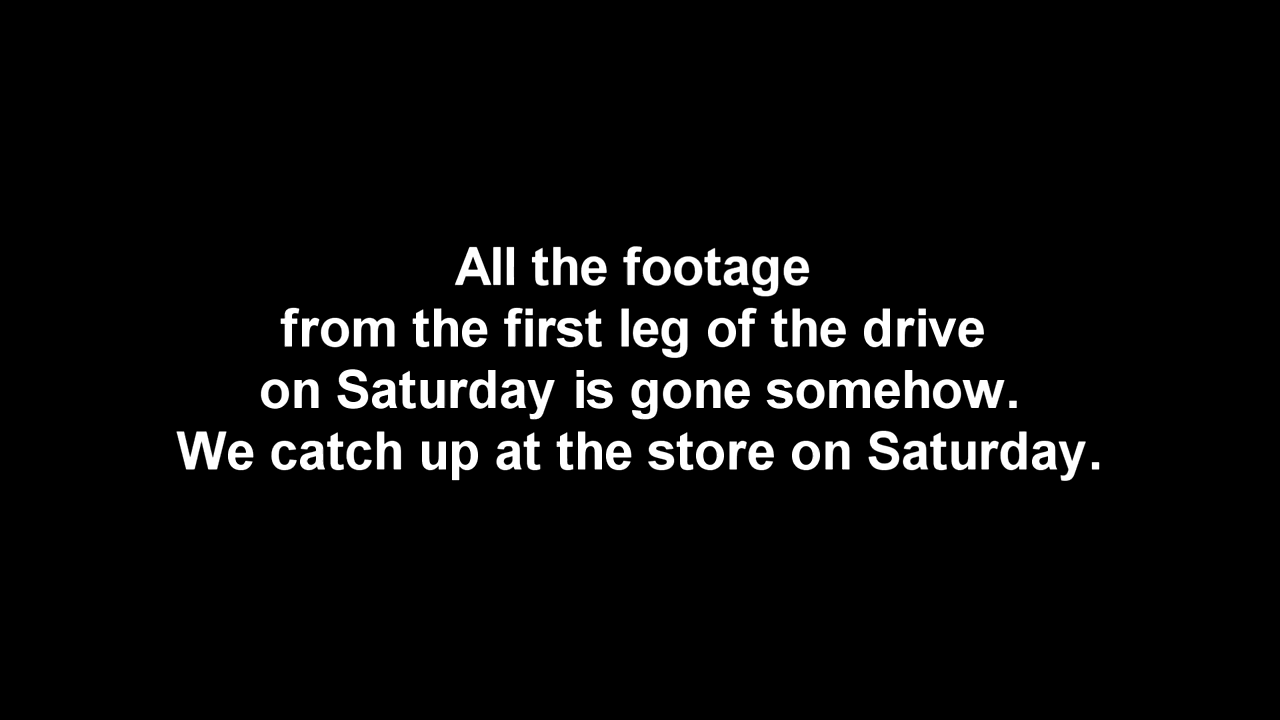 All the footage
from the first leg of the drive
on Saturday is gone somehow.
We catch up at the store on Saturday.